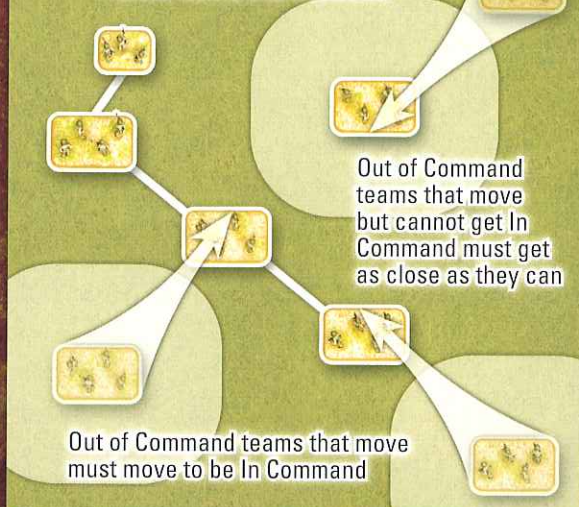 Out of Command
teams that move
but cannot get In
Command must get
as close as they can
Out of Command teams that move
must move to be In Command